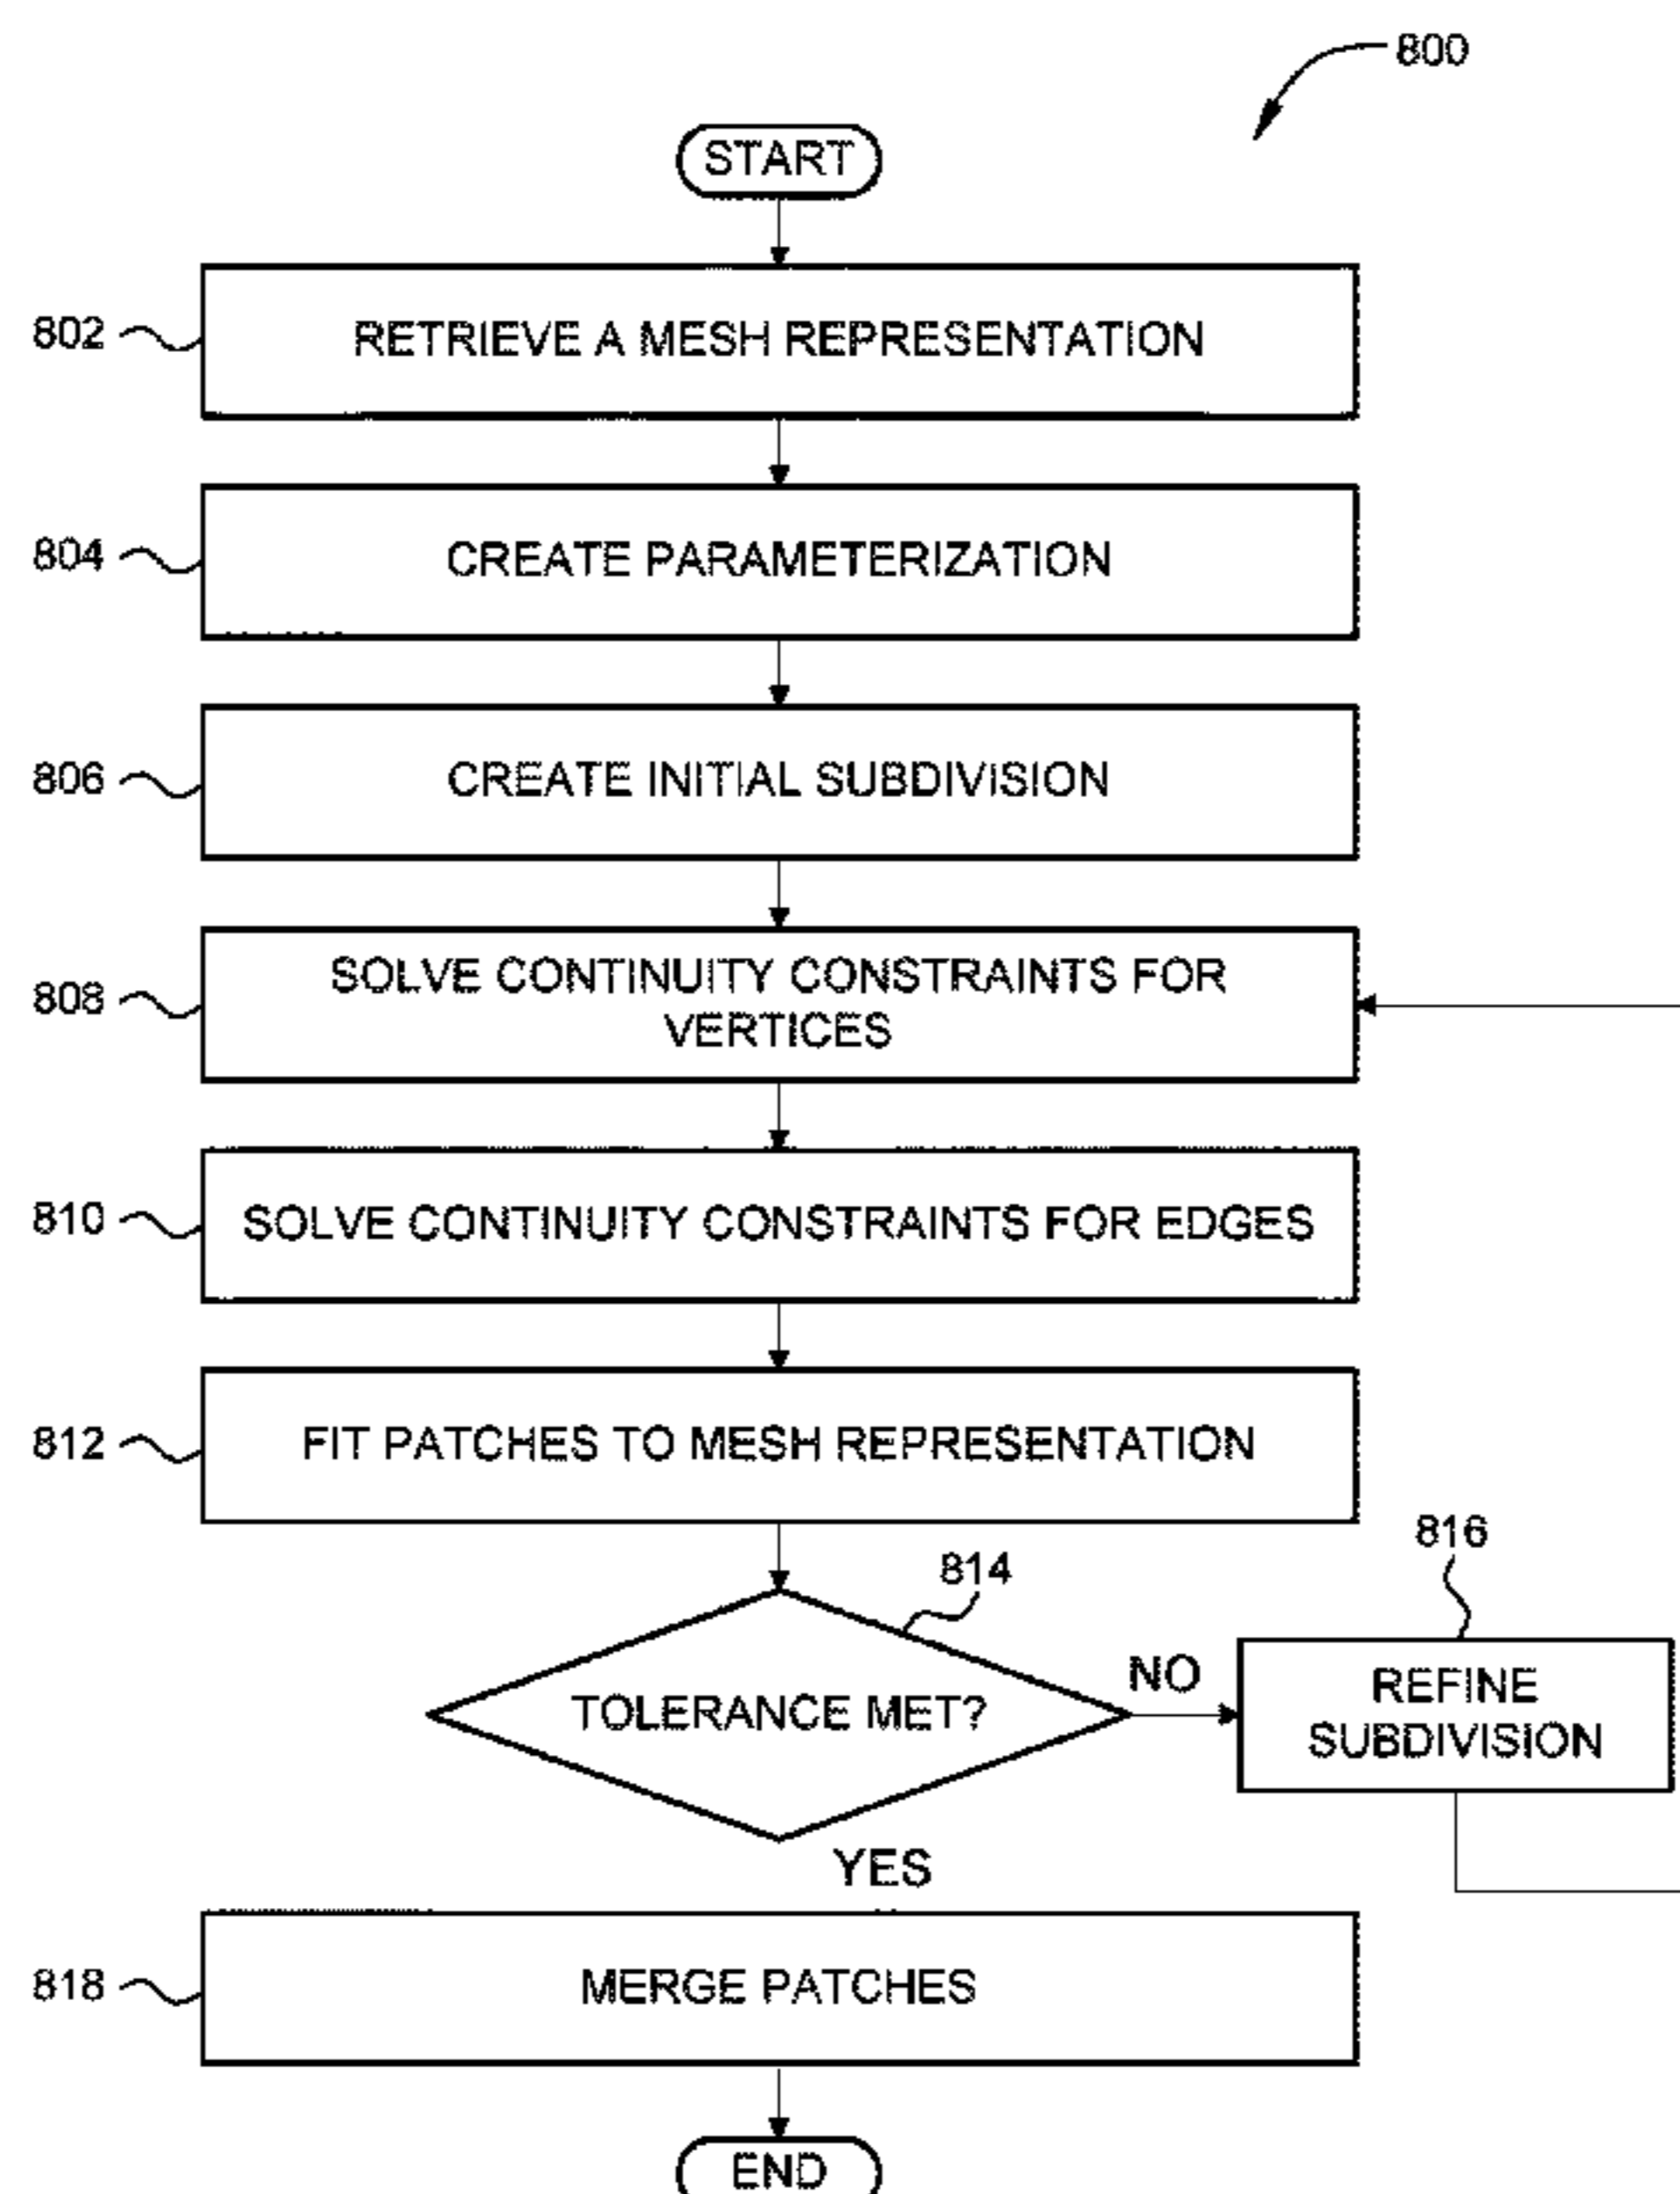 800
START
802
RETRIEVE A MESH REPRESENTATION
804
CREATE PARAMETERIZATION
806
CREATE INITIAL SUBDIVISION
808
SOLVE CONTINUITY CONSTRAINTS FOR
VERTICES
810
SOLVE CONTINUITY CONSTRAINTS FOR EDGES
812
FIT PATCHES TO MESH REPRESENTATION
814
TOLERANCE MET?
NO
816
REFINE
SUBDIVISION
YES
818
MERGE PATCHES
END